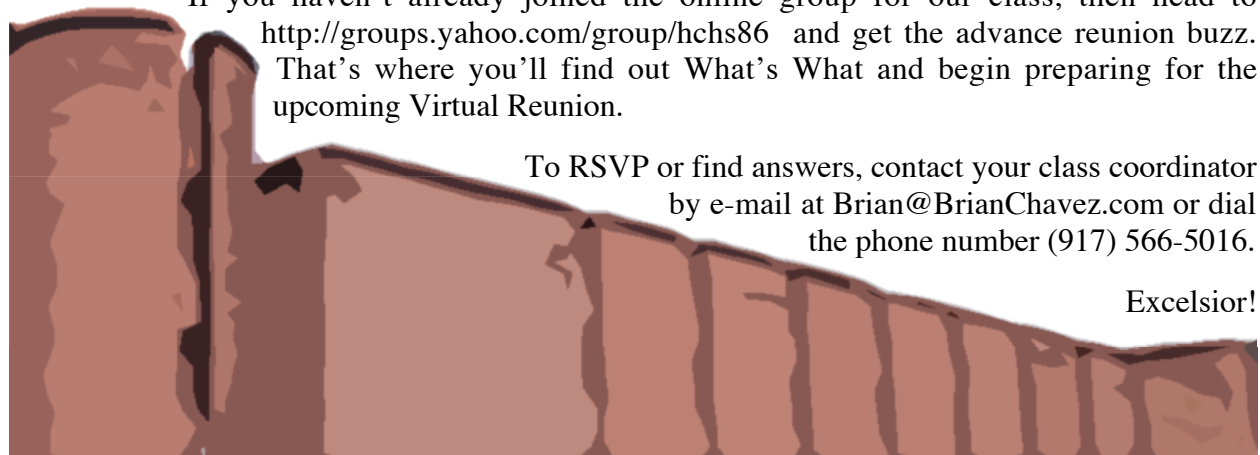 If you haven't already joined the online group for our class, then head to
http://groups.yahoo.com/group/hchs86 and get the advance reunion buzz.
That's where you'll find out What's What and begin preparing for the
upcoming Virtual Reunion.
To RSVP or find answers, contact your class coordinator
by e-mail at Brian@BrianChavez.com or dial
the phone number (917) 566-5016.
Excelsior!